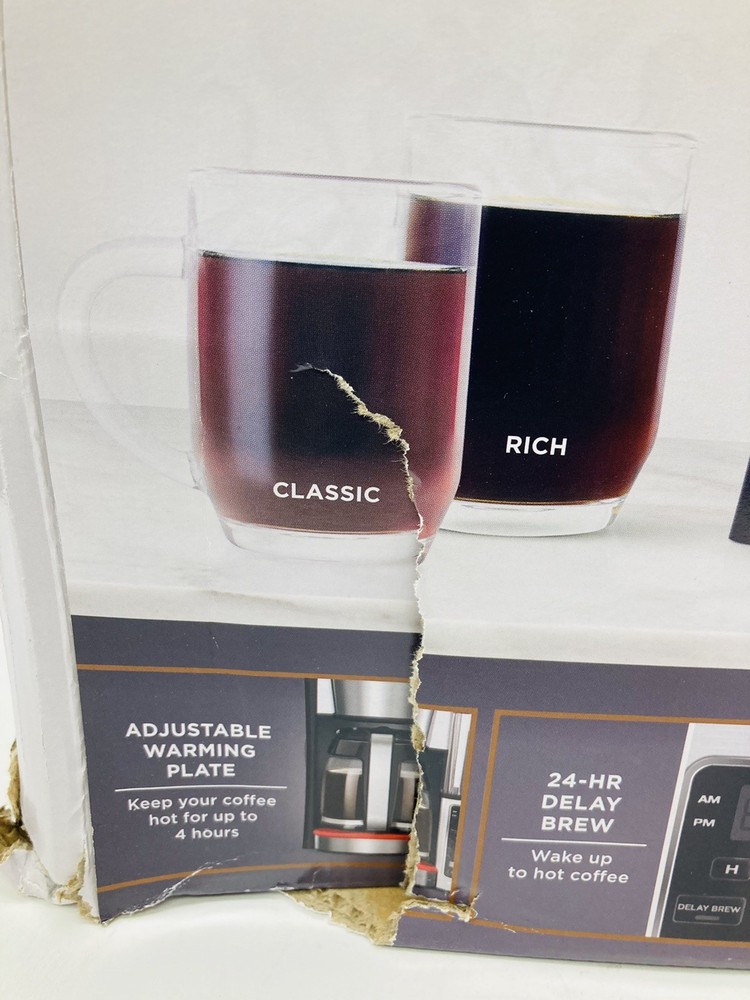 RICH
CLASSIC
ADJUSTABLE
WARMING
PLATE
Keep your coffee
hot for up to
4 hours
24-HR
DELAY
BREW
Wake up
to hot coffee
AM
PM
H
DELAY BREW